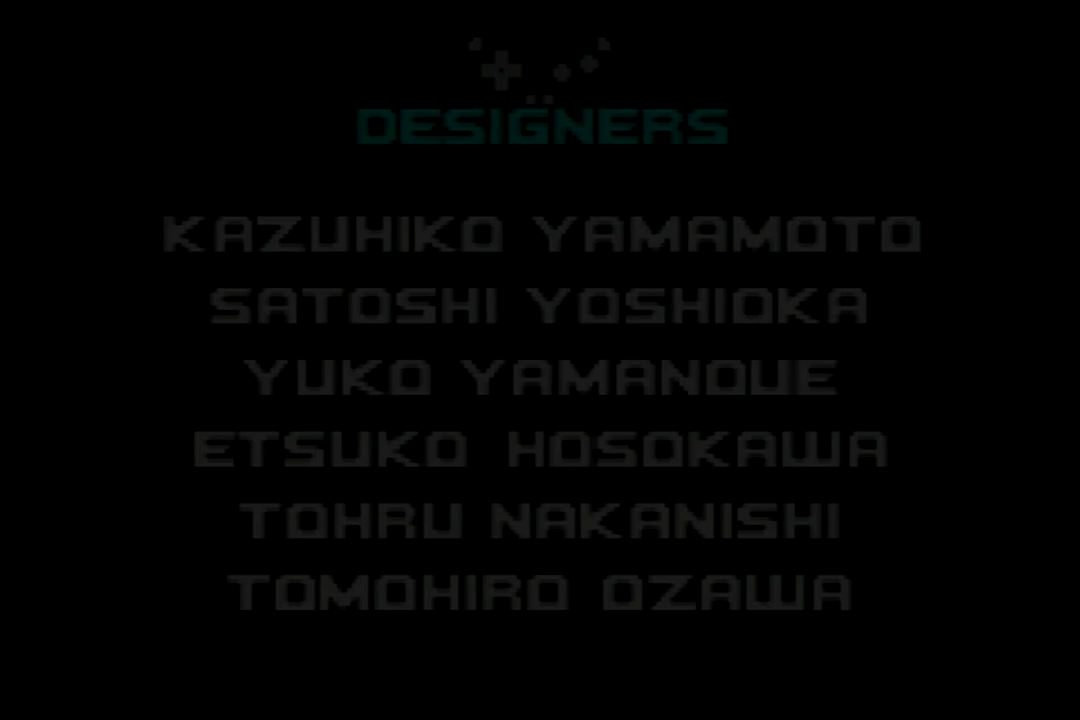 DESIGNERS
KAZUHIKO YAMAMOTO
SATOSHI YOSHIOKA
YUKO YAMANOUE
ETSUKO HOSOKAWA
TOHRU NAKANISHI
TOMOHIRO OZAWA